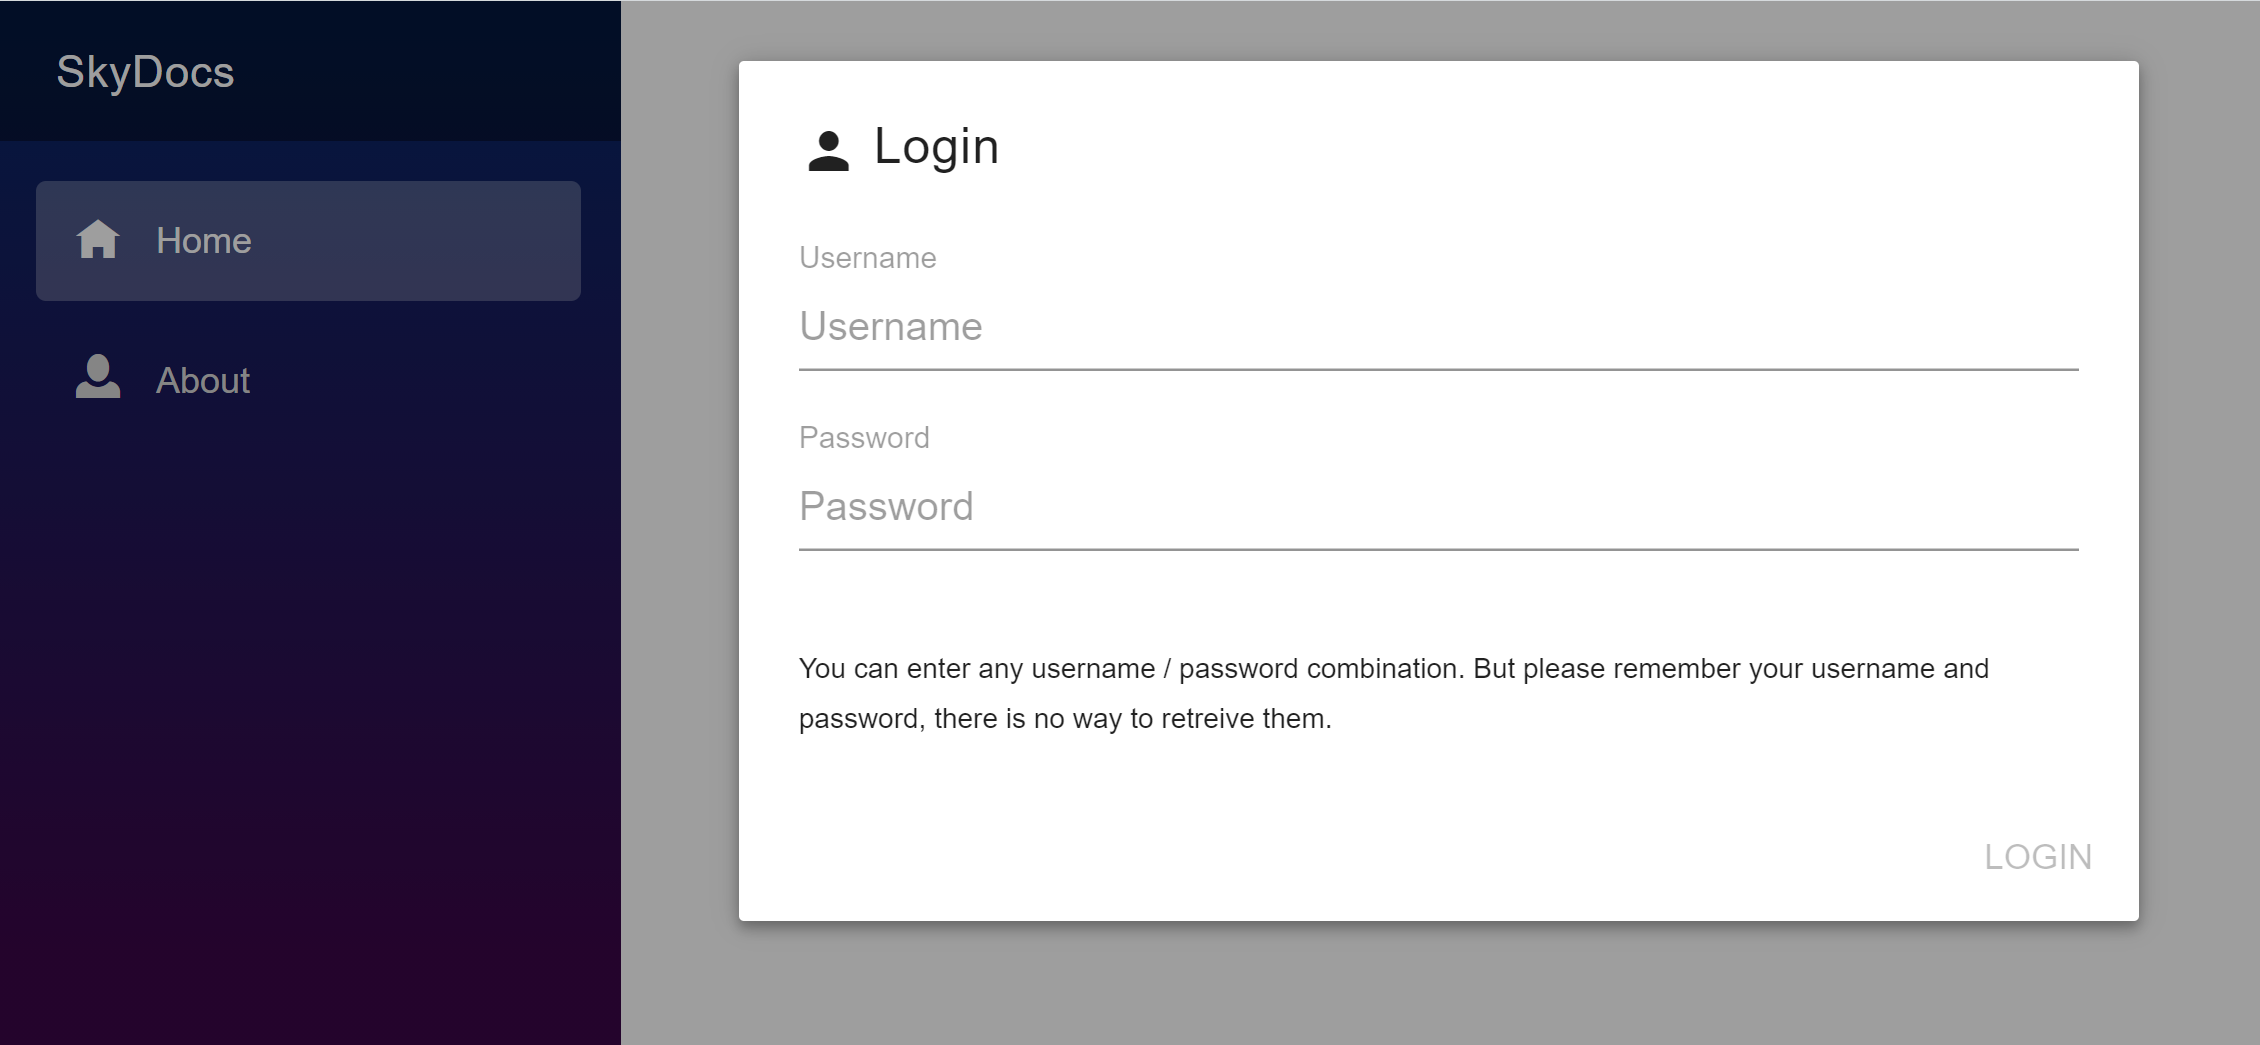 SkyDocs
Home
About
Login
Username
Username
Password
Password
You can enter any username / password combination. But please remember your username and
password, there is no way to retreive them.
LOGIN